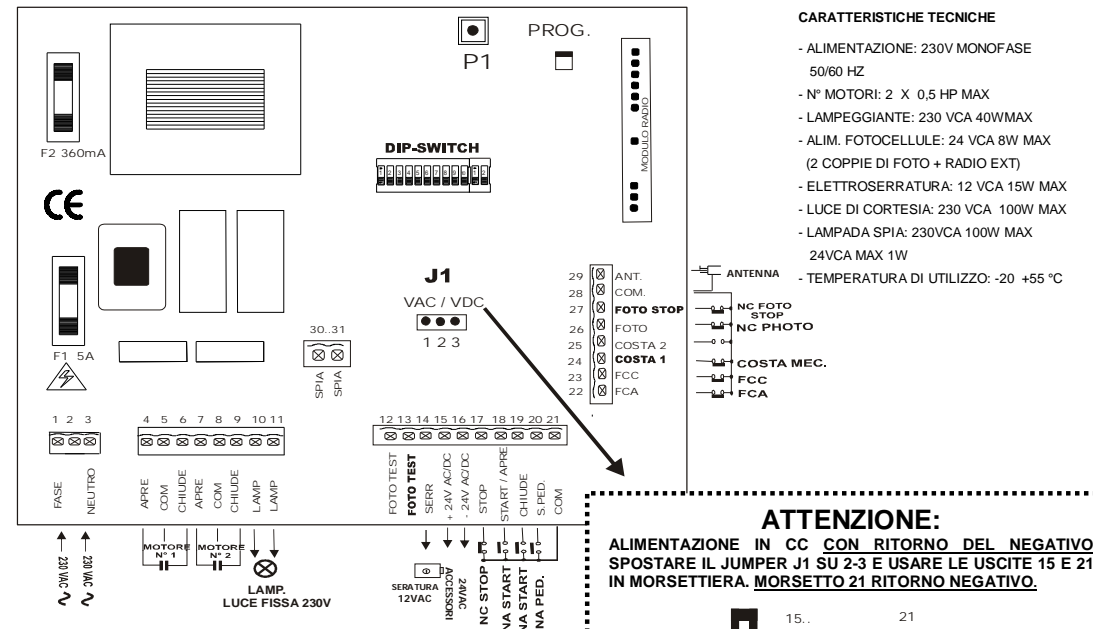 PROG.
P1
F2 360mA
DIP-SWITCH
MODULO RADIO
CE
J1
VAC / VDC
1 2 3
F1 5A
30..31
SPIA
SPIA
29 ANT.
28 COM.
27 FOTO STOP
26 FOTO
25 COSTA 2
24 COSTA 1
23 FCC
22 FCA
ANTENNA
NC FOTO
STOP
NC PHOTO
COSTA MEC.
FCC
FCA
1 2 3
FASE
NEUTRO
230 VAC
230 VAC
4 5 6 7 8 9 10 11
APRE
COM
CHIUDE
APRE
COM
CHIUDE
LAMP
LAMP
MOTORE
N° 1
MOTORE
N° 2
LAMP.
LUCE FISSA 230V
12 13 14 15 16 17 18 19 20 21
FOTO TEST
FOTO TEST
SERR
+ 24V AC/DC
- 24V AC/DC
STOP
START / APRE
CHIUDE
S.PED.
COM
SERATURA
12VAC
24VAC
ACCESSORI
NC STOP
NA START
NA START
NA PED.
CARATTERISTICHE TECNICHE
- ALIMENTAZIONE: 230V MONOFASE
50/60 HZ
- N° MOTORI: 2 X 0,5 HP MAX
- LAMPEGGIANTE: 230 VCA 40WMAX
- ALIM. FOTOCELLULE: 24 VCA 8W MAX
(2 COPPIE DI FOTO + RADIO EXT)
- ELETTROSERRATURA: 12 VCA 15W MAX
- LUCE DI CORTESIA: 230 VCA 100W MAX
- LAMPADA SPIA: 230VCA 100W MAX
24VCA MAX 1W
- TEMPERATURA DI UTILIZZO: -20 +55 °C
ATTENZIONE:
ALIMENTAZIONE IN CC CON RITORNO DEL NEGATIVO
SPOSTARE IL JUMPER J1 SU 2-3 E USARE LE USCITE 15 E 21
IN MORSETTIERA. MORSETTO 21 RITORNO NEGATIVO.
15.. 21